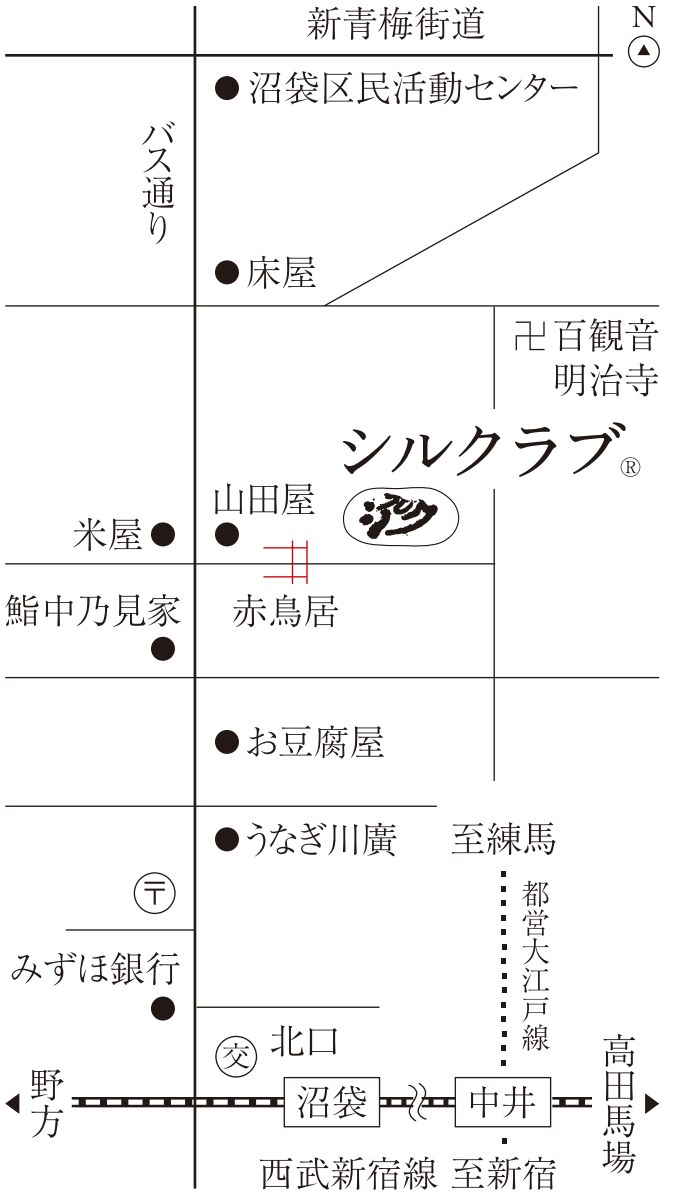 新青梅街道
N
沼袋区民活動センター
バス通り
床屋
卍百観音
明治寺
シルクラブ®
山田屋
米屋
鮨中乃見家
赤鳥居
お豆腐屋
うなぎ川廣
至練馬
〒
都営大江戸線
みずほ銀行
交
北口
高田馬場
野方
沼袋
中井
西武新宿線
至新宿